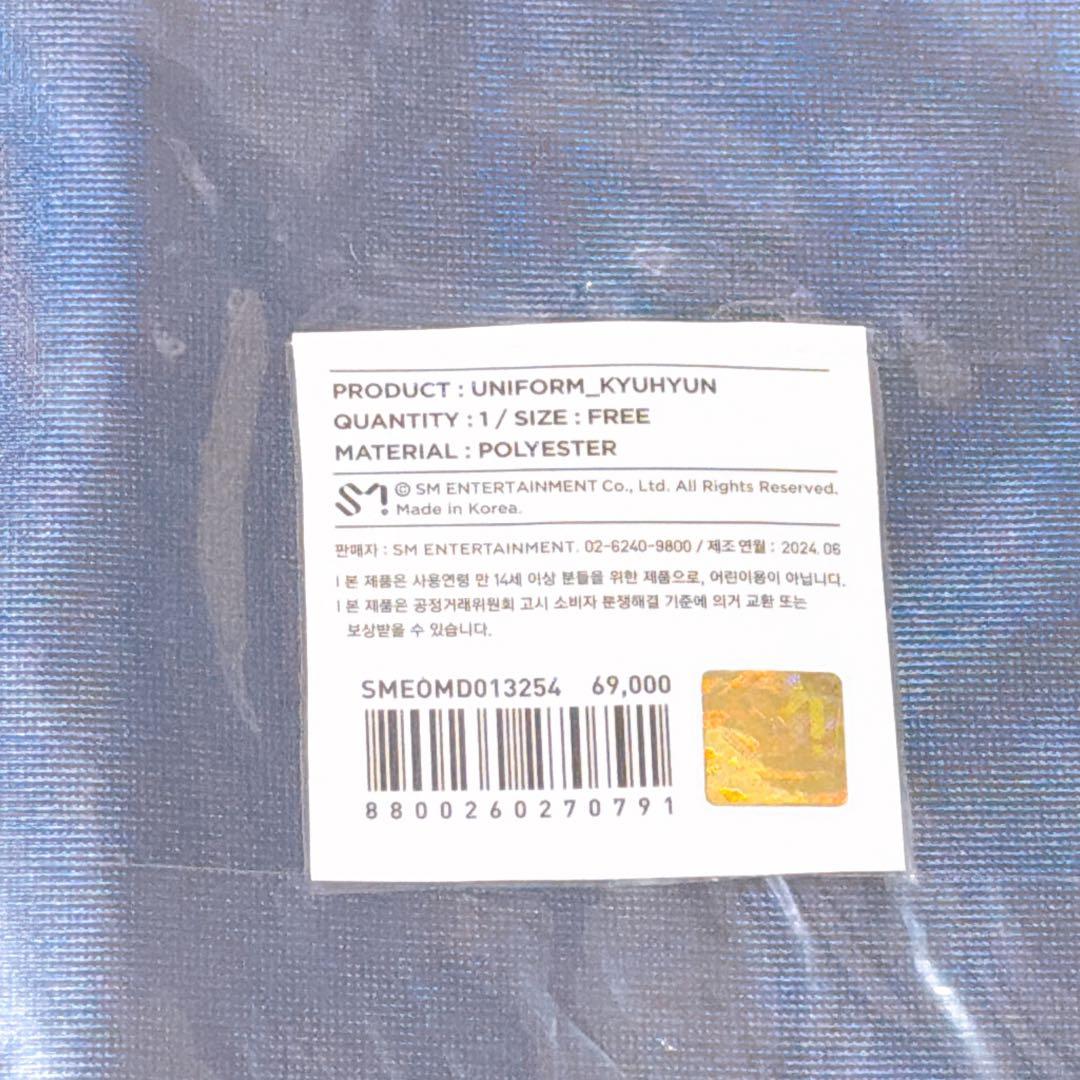 PRODUCT : UNIFORM_KYUHYUN
QUANTITY : 1 / SIZE : FREE
MATERIAL : POLYESTER
SM! © SM ENTERTAINMENT Co., Ltd. All Rights Reserved.
Made in Korea.
판매자 : SM ENTERTAINMENT. 02-6240-9800 / 제조연월 : 2024. 06
| 본 제품은 사용연령 만 14세 이상 분들을 위한 제품으로, 어린이용이 아닙니다.
| 본 제품은 공정거래위원회 고시 소비자 분쟁해결 기준에 의거 교환 또는
보상받을 수 있습니다.
SMEOMD013254 69,000
8800260270791